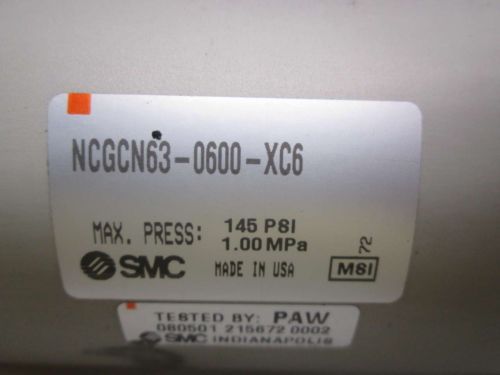 NCGCN63-0600-XC6
MAX. PRESS: 145 PSI
1.00 MPa
SMC MADE IN USA
MSI
72
TESTED BY: PAW
080501 215672 0002
SMC INDIANAPOLIS